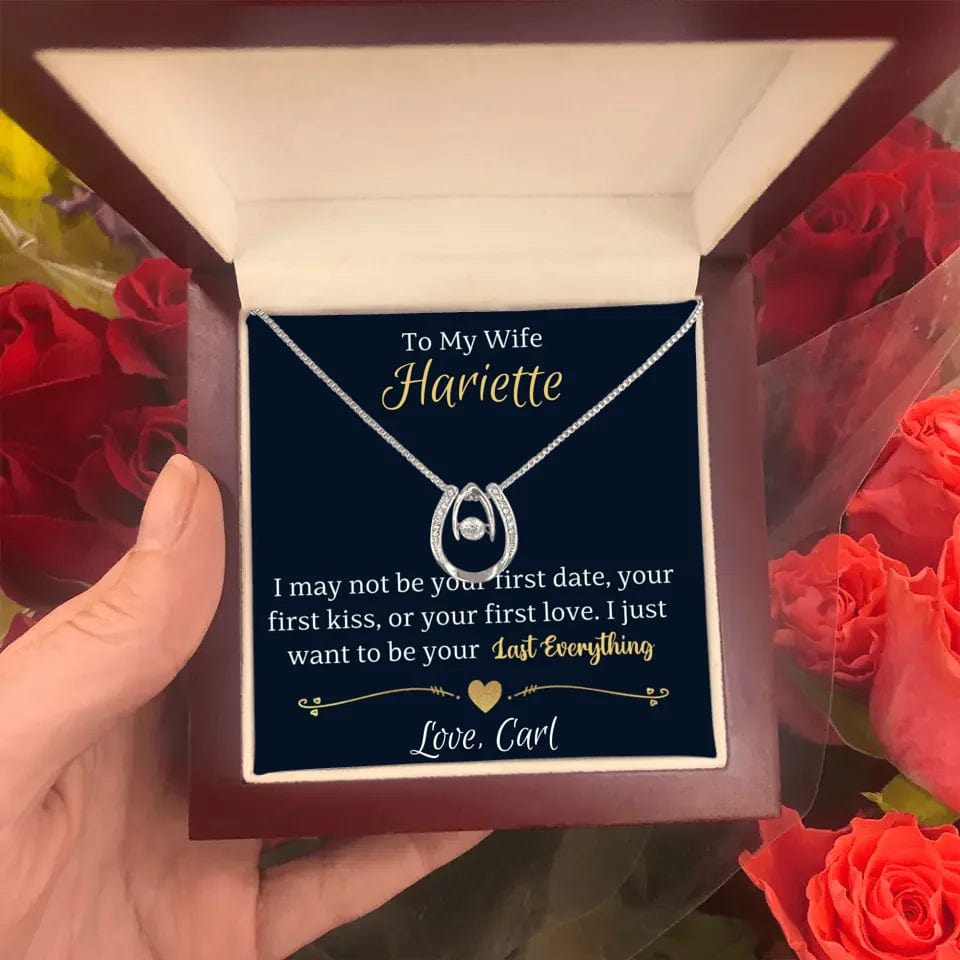 To My Wife
Hariette
I may not be your first date, your
first kiss, or your first love. I just
want to be your Last Everything
Love, Carl